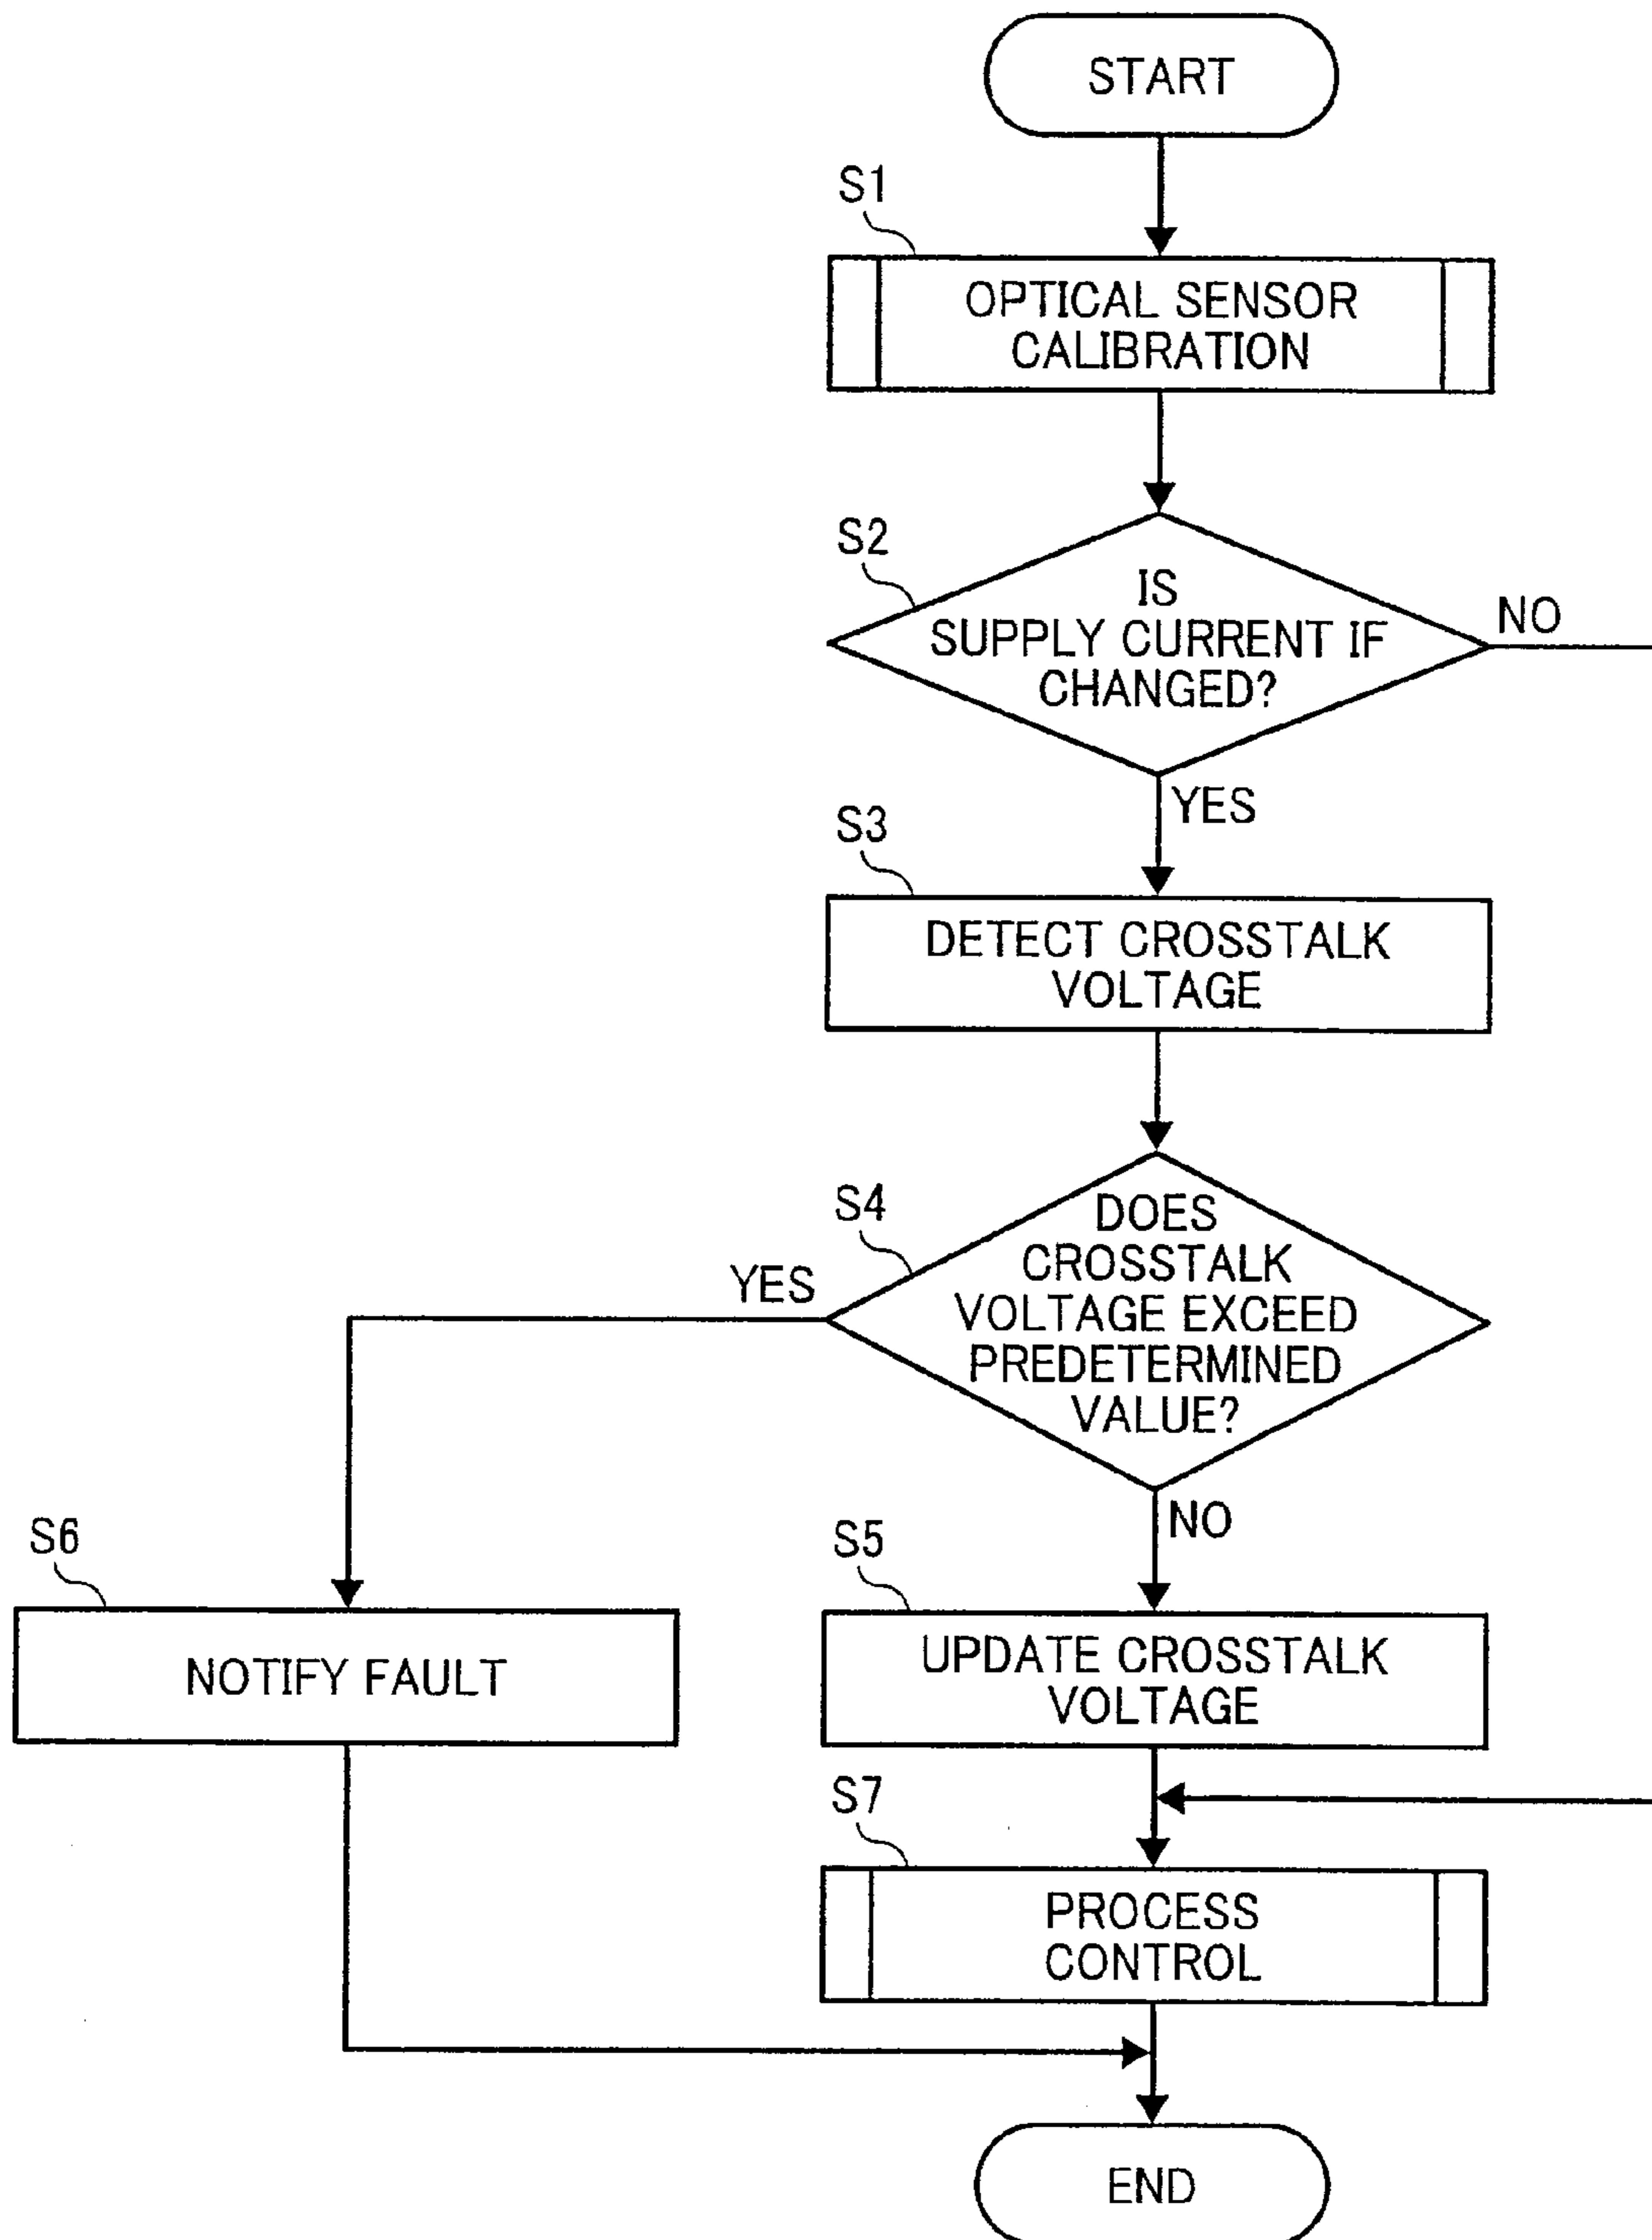 START
S1
OPTICAL SENSOR
CALIBRATION
S2
IS
SUPPLY CURRENT IF
CHANGED?
NO
YES
S3
DETECT CROSSTALK
VOLTAGE
S4
DOES
CROSSTALK
VOLTAGE EXCEED
PREDETERMINED
VALUE?
YES
NO
S6
NOTIFY FAULT
S5
UPDATE CROSSTALK
VOLTAGE
S7
PROCESS
CONTROL
END